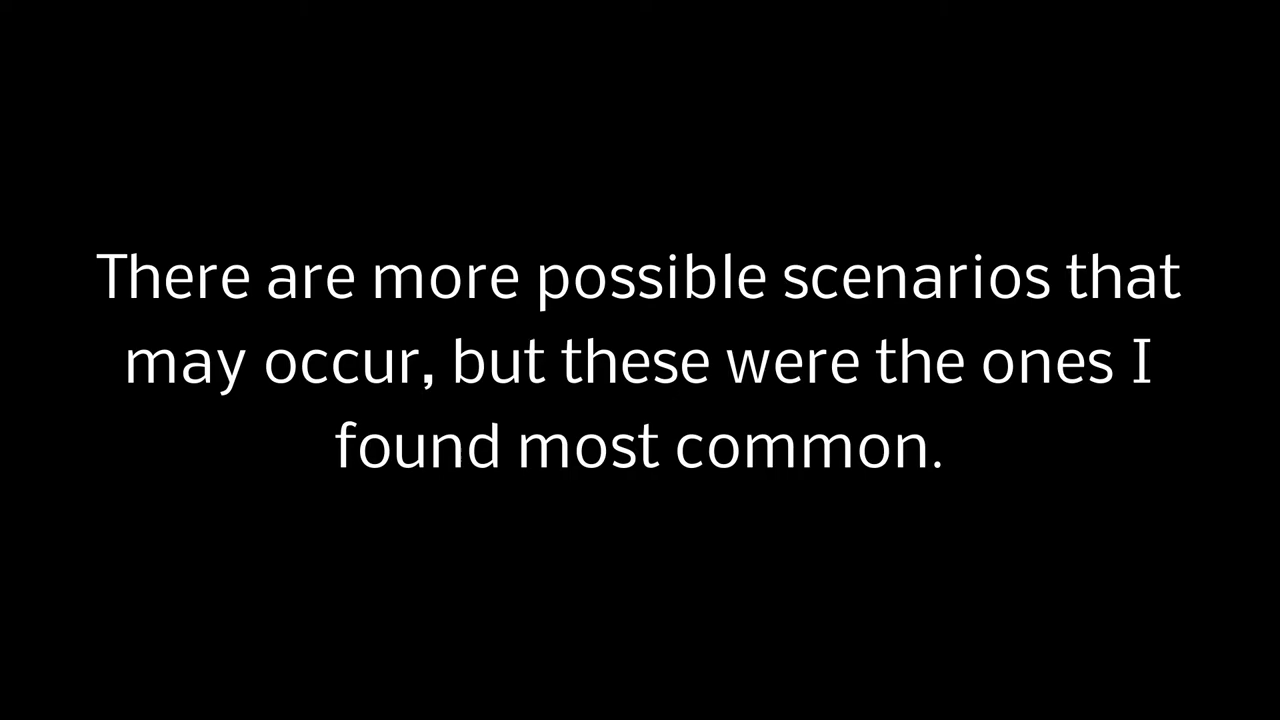 There are more possible scenarios that
may occur, but these were the ones I
found most common.